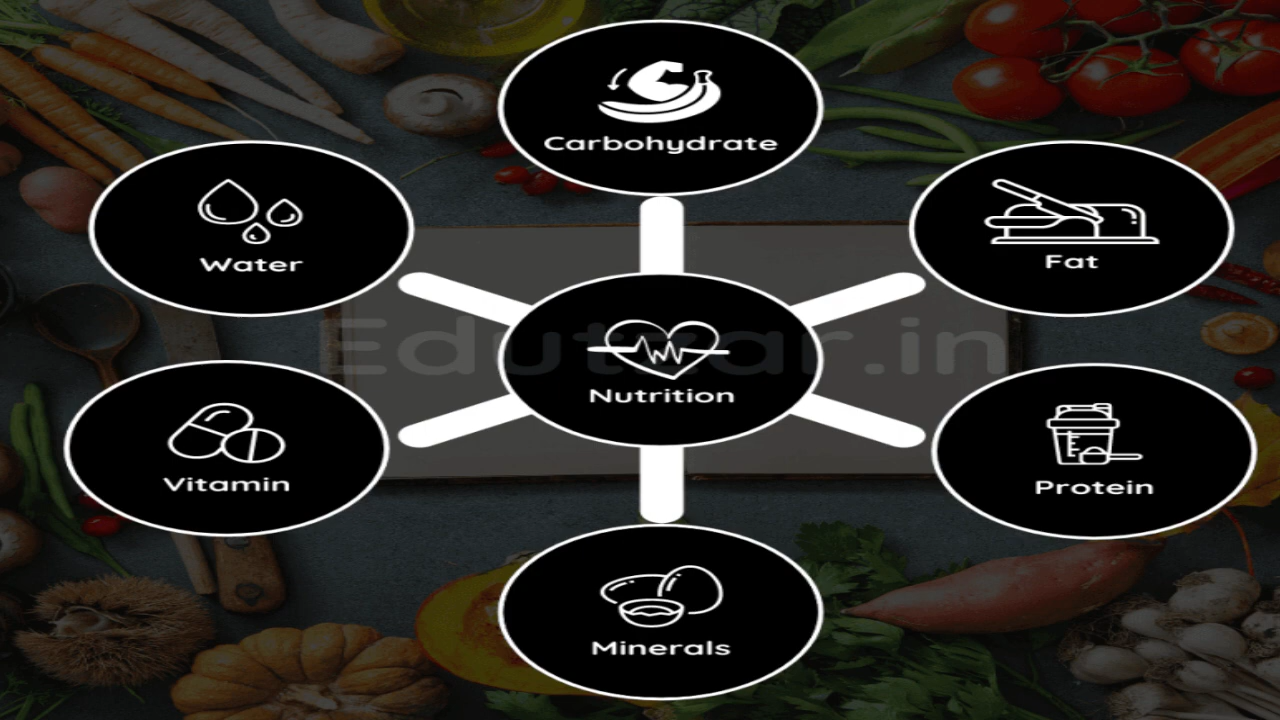 Carbohydrate
Water
Fat
Nutrition
Vitamin
Protein
Minerals